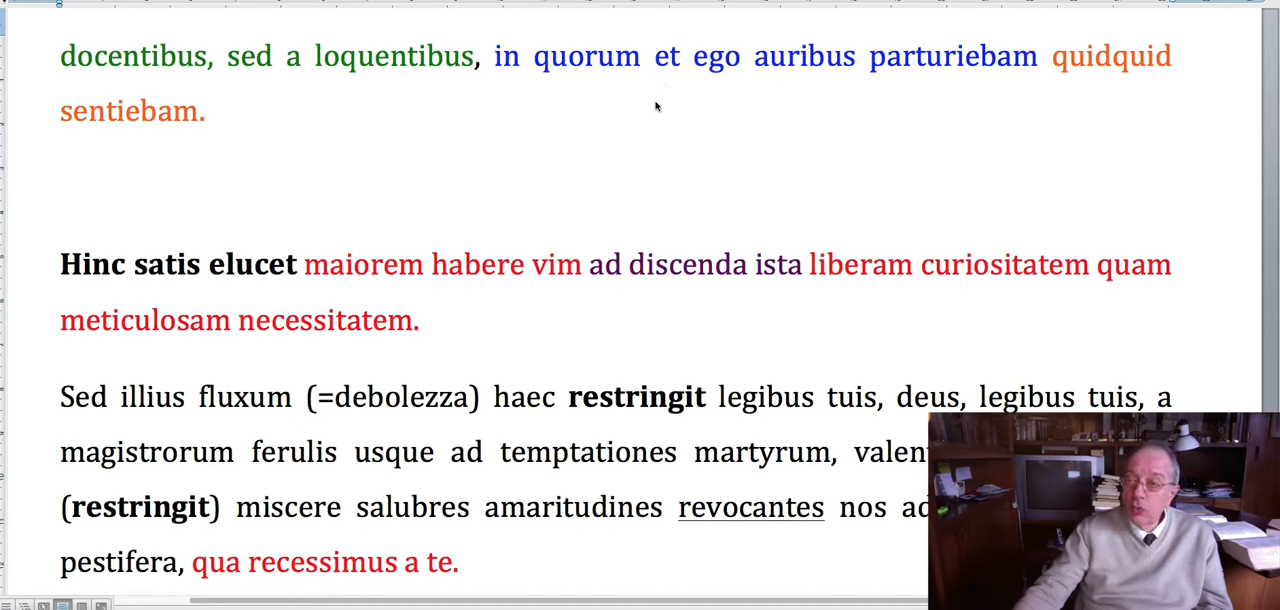 docentibus, sed a loquentibus, in quorum et ego auribus parturiebam quidquid
sentiebam.
Hinc satis elucet maiorem habere vim ad discenda ista liberam curiositatem quam
meticulosam necessitatem.
Sed illius fluxum (=debolezza) haec restringit legibus tuis, deus, legibus tuis, a
magistrorum ferulis usque ad temptationes martyrum,
(restringit) miscere salubres amaritudines revocantes nos
pestifera, qua recessimus a te.